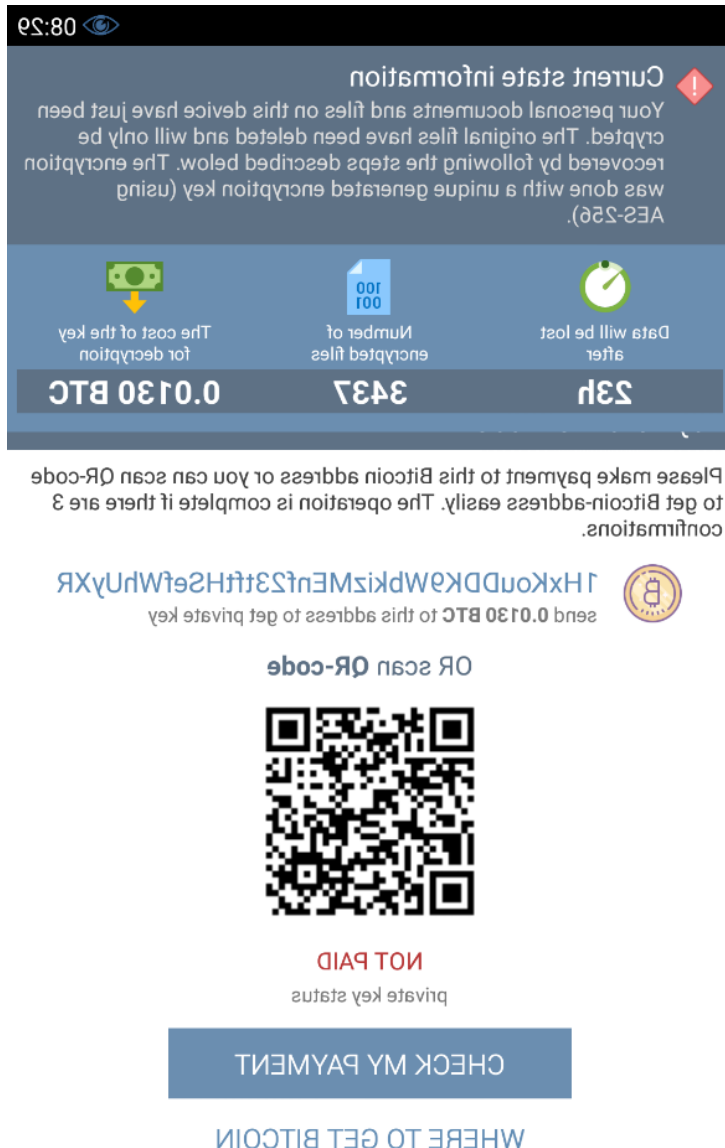 08:29
Current state information
Your personal documents and files on this device have just been
crypted. The original files have been deleted and will only be
recovered by following the steps described below. The encryption
was done with a unique generated encryption key (using
AES-256).
Data will be lost
after
23h
Number of
encrypted files
3437
The cost of the key
for decryption
0.0130 BTC
Please make payment to this Bitcoin address or you can scan QR-code
to get Bitcoin-address easily. The operation is complete if there are 3
confirmations.
1HxKouDDK9WbkizMEnf23tftHSefWhUyXR
send 0.0130 BTC to this address to get private key
OR scan QR-code
NOT PAID
private key status
CHECK MY PAYMENT
WHERE TO GET BITCOIN